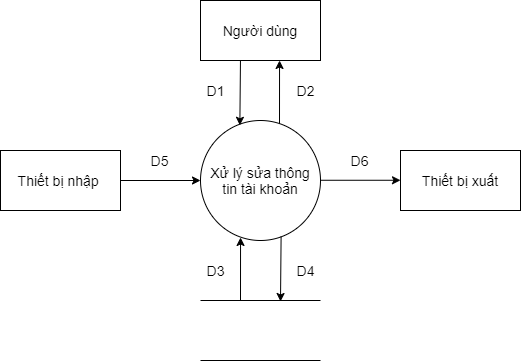 Người dùng
D1
D2
D5
D6
Thiết bị nhập
Xử lý sửa thông
tin tài khoản
Thiết bị xuất
D3
D4